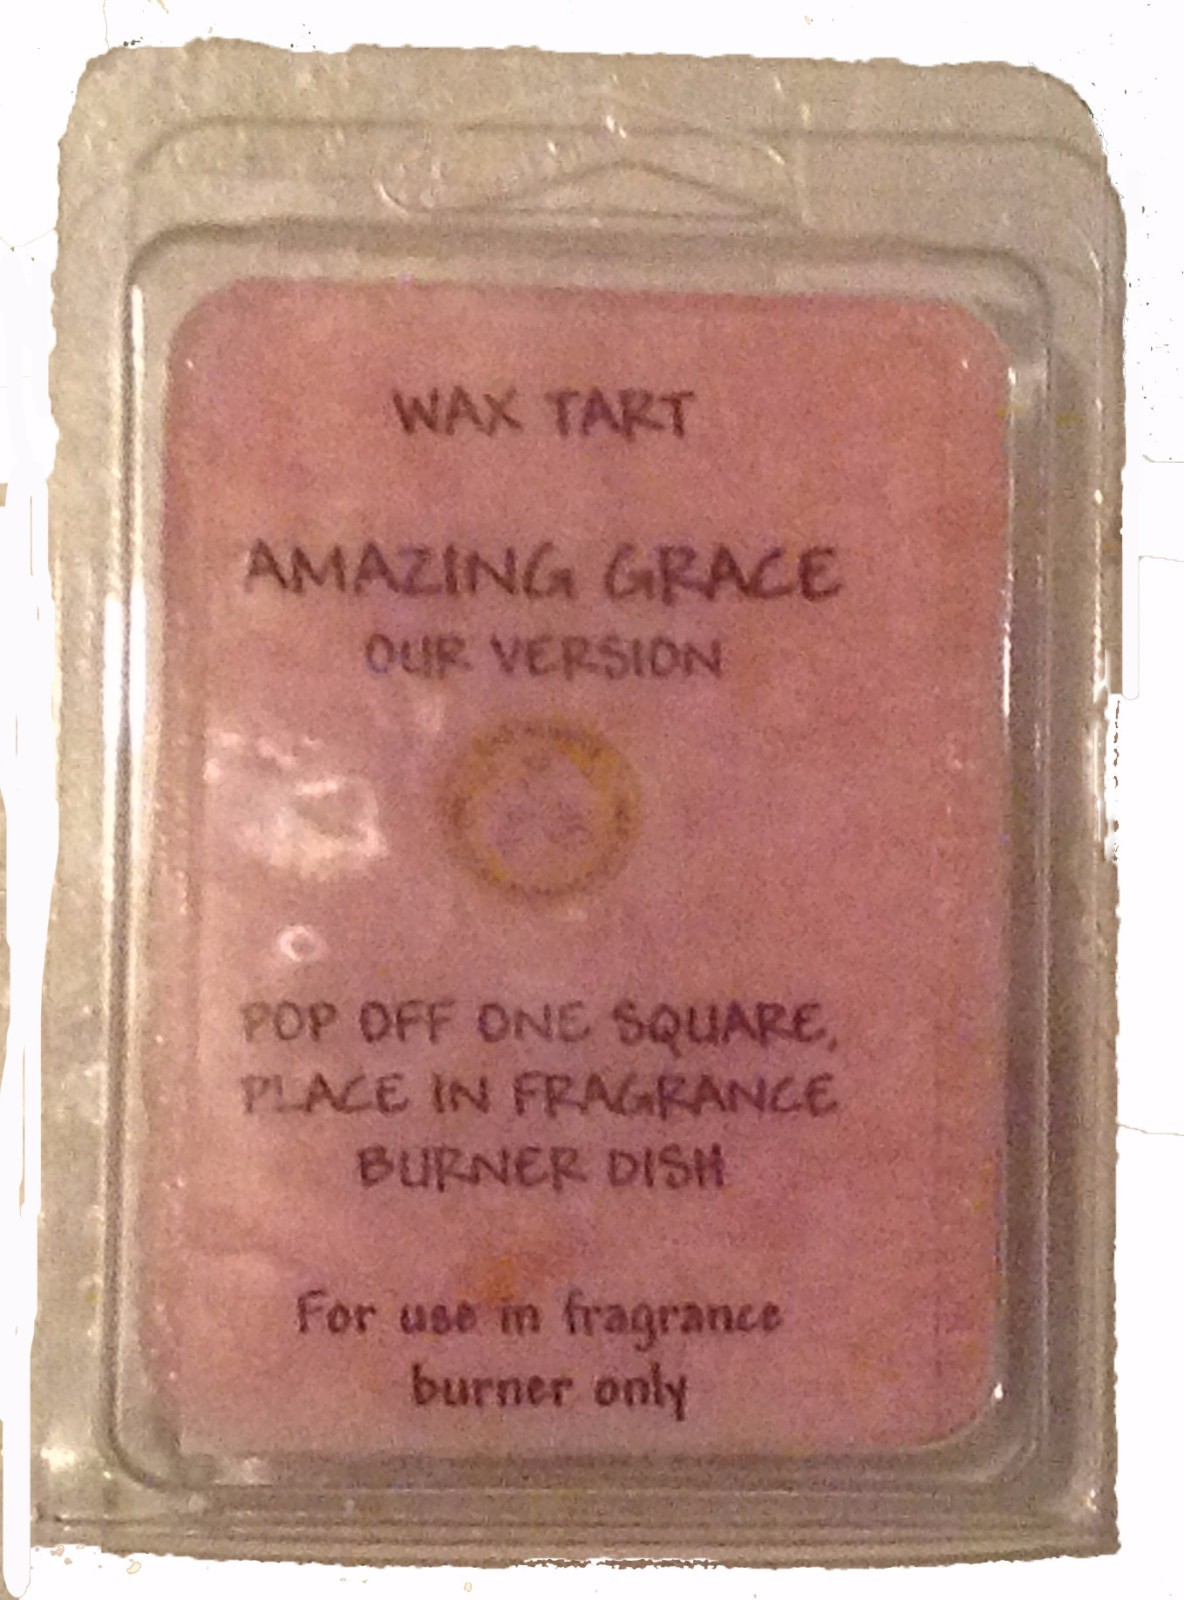 WAX TART
AMAZING GRACE
OUR VERSION
POP OFF ONE SQUARE,
PLACE IN FRAGRANCE
BURNER DISH
For use in fragrance
burner only